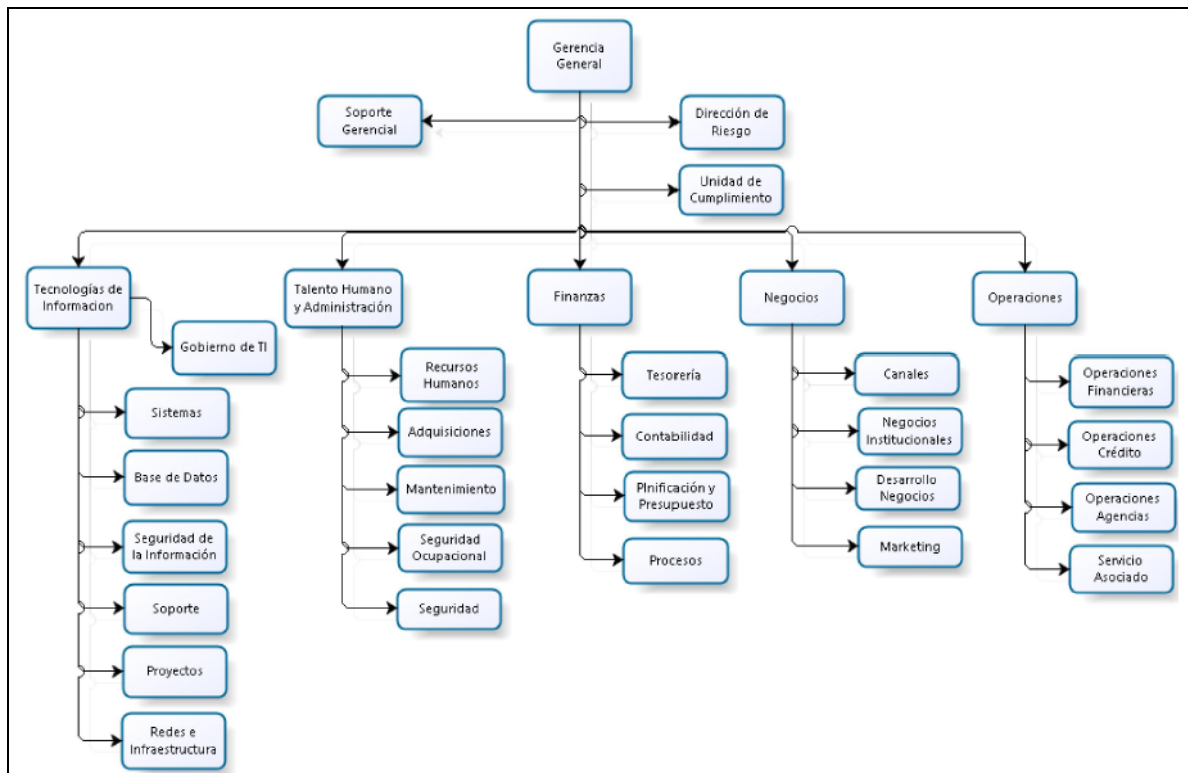 Gerencia
General
Soporte
Gerencial
Dirección de
Riesgo
Unidad de
Cumplimiento
Tecnologías de
Informacion
Talento Humano
y Administración
Finanzas
Negocios
Operaciones
Gobierno de TI
Sistemas
Base de Datos
Seguridad de
la Información
Soporte
Proyectos
Redes e
Infraestructura
Recursos
Humanos
Adquisiciones
Mantenimiento
Seguridad
Ocupacional
Seguridad
Tesorería
Contabilidad
Plnificación y
Presupuesto
Procesos
Canales
Negocios
Institucionales
Desarrollo
Negocios
Marketing
Operaciones
Financieras
Operaciones
Crédito
Operaciones
Agencias
Servicio
Asociado